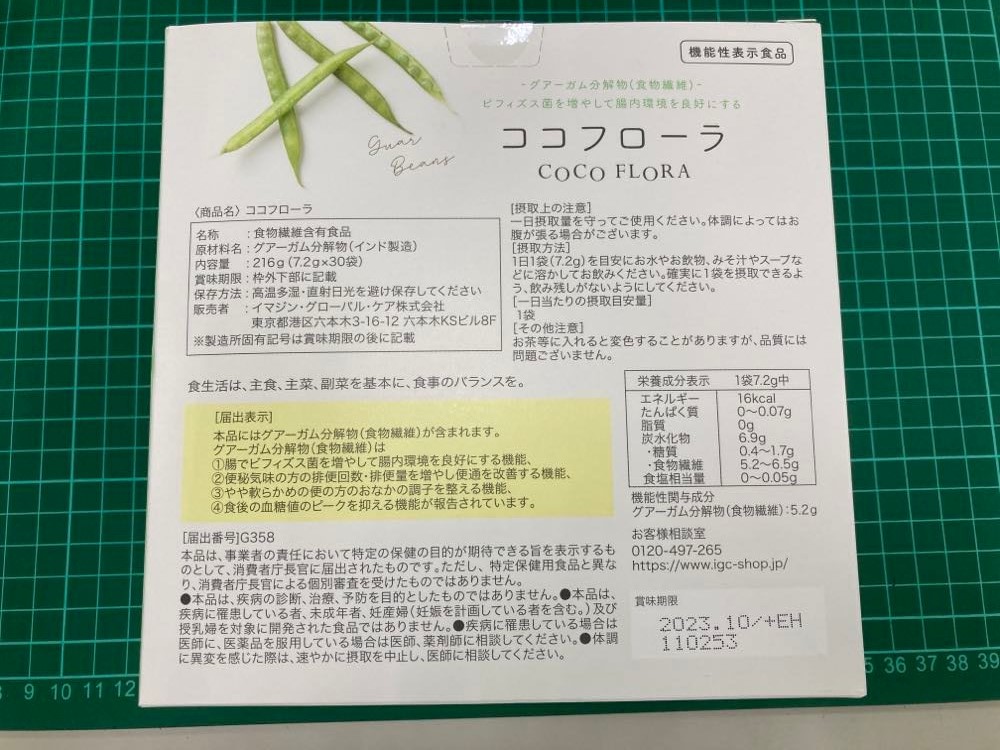 機能性表示食品
-グアーガム分解物(食物繊維)-
ビフィズス菌を増やして腸内環境を良好にする
ココフローラ
COCO FLORA
Guar
Beans
〈商品名〉ココフローラ
名称　　：食物繊維含有食品
原材料名：グアーガム分解物(インド製造)
内容量　：216g (7.2g×30袋)
賞味期限：枠外下部に記載
保存方法：高温多湿・直射日光を避け保存してください
販売者　：イマジン・グローバル・ケア株式会社
東京都港区六本木3-16-12 六本木KSビル8F
※製造所固有記号は賞味期限の後に記載
[摂取上の注意]
一日摂取量を守ってご使用ください。体調によってはお
腹が張る場合がございます。
[摂取方法]
1日1袋(7.2g)を目安にお水やお飲物、みそ汁やスープな
どに溶かしてお飲みください。確実に1袋を摂取できるよ
う、飲み残しがないようにしてください。
[一日当たりの摂取目安量]
1袋
[その他注意]
お茶等に入れると変色することがありますが、品質には
問題ございません。
食生活は、主食、主菜、副菜を基本に、食事のバランスを。
[届出表示]
本品にはグアーガム分解物(食物繊維)が含まれます。
グアーガム分解物(食物繊維)は
①腸でビフィズス菌を増やして腸内環境を良好にする機能、
②便秘気味の方の排便回数・排便量を増やし便通を改善する機能、
③やや軟らかめの便の方のおなかの調子を整える機能、
④食後の血糖値のピークを抑える機能が報告されています。
[届出番号]G358
本品は、事業者の責任において特定の保健の目的が期待できる旨を表示するも
のとして、消費者庁長官に届出されたものです。ただし、特定保健用食品と異な
り、消費者庁長官による個別審査を受けたものではありません。
●本品は、疾病の診断、治療、予防を目的としたものではありません。●本品は、
疾病に罹患している者、未成年者、妊産婦(妊娠を計画している者を含む。)及び
授乳婦を対象に開発された食品ではありません。●疾病に罹患している場合は
医師に、医薬品を服用している場合は医師、薬剤師に相談してください。●体調
に異変を感じた際は、速やかに摂取を中止し、医師に相談してください。
栄養成分表示　1袋7.2g中
エネルギー　16kcal
たんぱく質　0～0.07g
脂質　0g
炭水化物　6.9g
・糖質　0.4～1.7g
・食物繊維　5.2～6.5g
食塩相当量　0～0.05g
機能性関与成分
グアーガム分解物(食物繊維)：5.2g
お客様相談室
0120-497-265
https://www.igc-shop.jp/
賞味期限
2023.10/+EH
110253
9 10 11 12
36 37 38 39